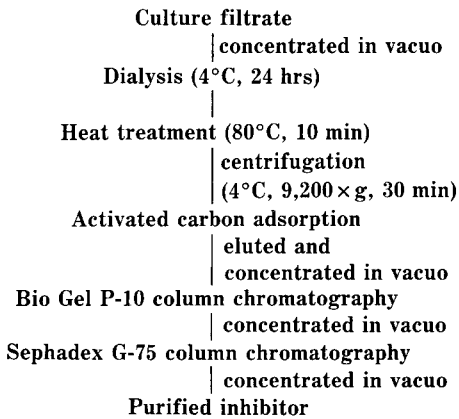 Culture filtrate
concentrated in vacuo
Dialysis (4°C, 24 hrs)
Heat treatment (80°C, 10 min)
centrifugation
(4°C, 9,200×g, 30 min)
Activated carbon adsorption
eluted and
concentrated in vacuo
Bio Gel P-10 column chromatography
concentrated in vacuo
Sephadex G-75 column chromatography
concentrated in vacuo
Purified inhibitor